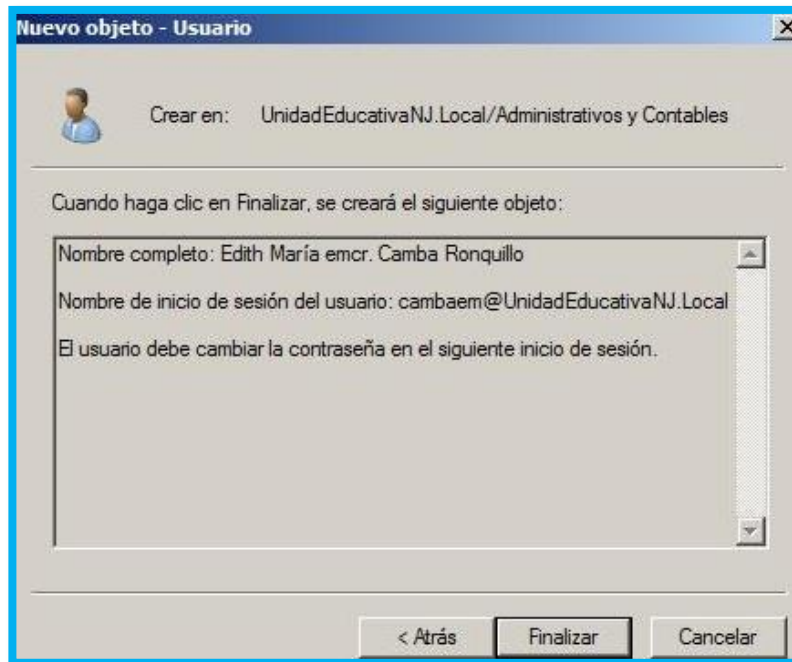 Nuevo objeto - Usuario
Crear en: UnidadEducativaNJ.Local/Administrativos y Contables
Cuando haga clic en Finalizar, se creará el siguiente objeto:
Nombre completo: Edith María emcr. Camba Ronquillo
Nombre de inicio de sesión del usuario: cambaem@UnidadEducativaNJ.Local
El usuario debe cambiar la contraseña en el siguiente inicio de sesión.
< Atrás Finalizar Cancelar